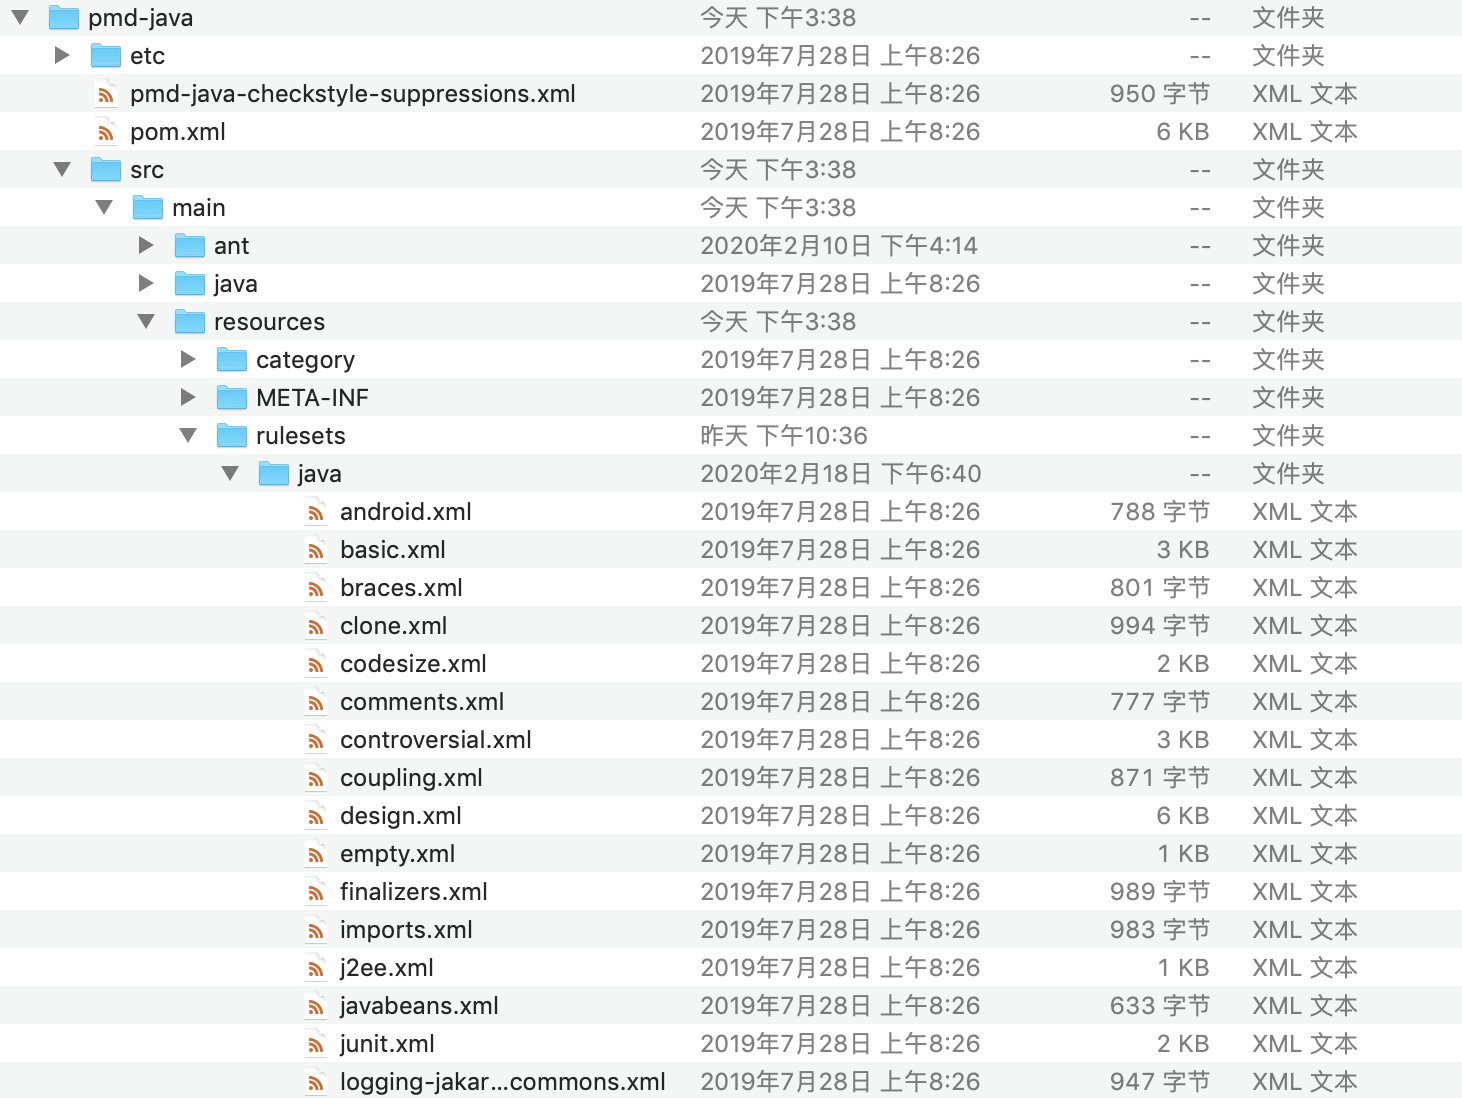 pmd-java 今天 下午3:38 -- 文件夹
etc 2019年7月28日 上午8:26 -- 文件夹
pmd-java-checkstyle-suppressions.xml 2019年7月28日 上午8:26 950 字节 XML 文本
pom.xml 2019年7月28日 上午8:26 6 KB XML 文本
src 今天 下午3:38 -- 文件夹
main 今天 下午3:38 -- 文件夹
ant 2020年2月10日 下午4:14 -- 文件夹
java 2019年7月28日 上午8:26 -- 文件夹
resources 今天 下午3:38 -- 文件夹
category 2019年7月28日 上午8:26 -- 文件夹
META-INF 2019年7月28日 上午8:26 -- 文件夹
rulesets 昨天 下午10:36 -- 文件夹
java 2020年2月18日 下午6:40 -- 文件夹
android.xml 2019年7月28日 上午8:26 788 字节 XML 文本
basic.xml 2019年7月28日 上午8:26 3 KB XML 文本
braces.xml 2019年7月28日 上午8:26 801 字节 XML 文本
clone.xml 2019年7月28日 上午8:26 994 字节 XML 文本
codesize.xml 2019年7月28日 上午8:26 2 KB XML 文本
comments.xml 2019年7月28日 上午8:26 777 字节 XML 文本
controversial.xml 2019年7月28日 上午8:26 3 KB XML 文本
coupling.xml 2019年7月28日 上午8:26 871 字节 XML 文本
design.xml 2019年7月28日 上午8:26 6 KB XML 文本
empty.xml 2019年7月28日 上午8:26 1 KB XML 文本
finalizers.xml 2019年7月28日 上午8:26 989 字节 XML 文本
imports.xml 2019年7月28日 上午8:26 983 字节 XML 文本
j2ee.xml 2019年7月28日 上午8:26 1 KB XML 文本
javabeans.xml 2019年7月28日 上午8:26 633 字节 XML 文本
junit.xml 2019年7月28日 上午8:26 2 KB XML 文本
logging-jakar...commons.xml 2019年7月28日 上午8:26 947 字节 XML 文本